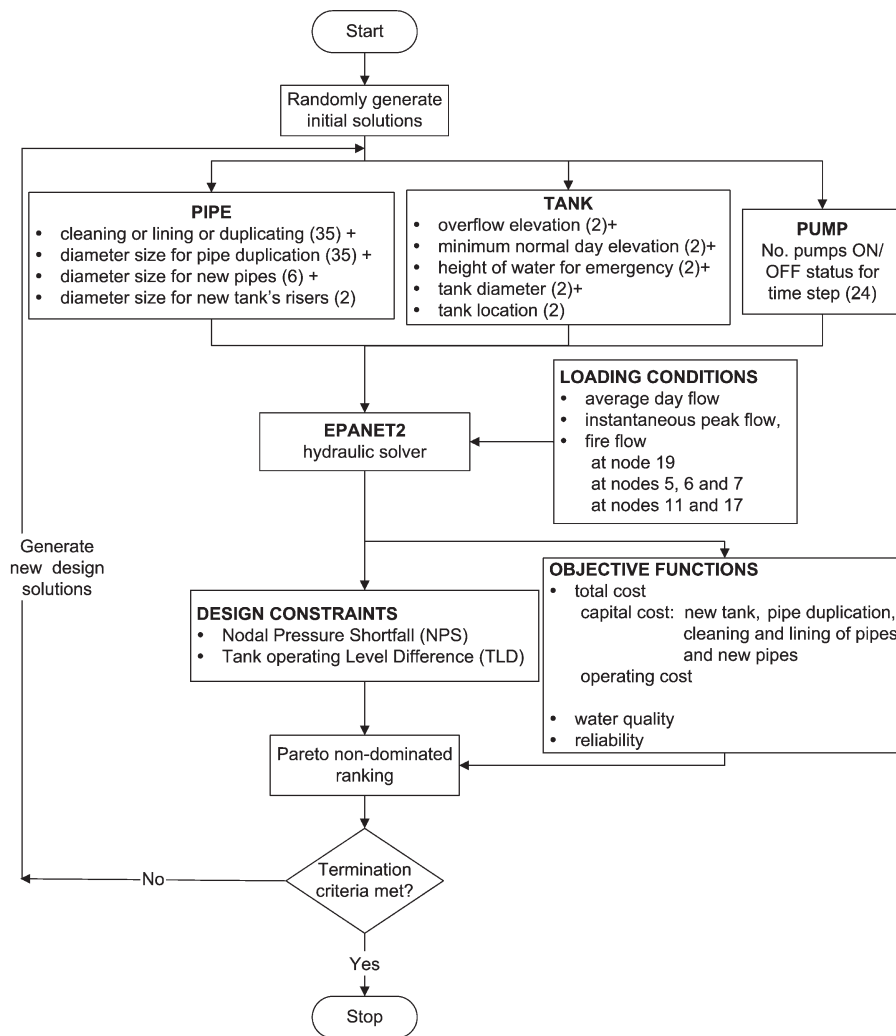 Start
Randomly generate
initial solutions
PIPE
• cleaning or lining or duplicating (35) +
• diameter size for pipe duplication (35) +
• diameter size for new pipes (6) +
• diameter size for new tank's risers (2)
TANK
• overflow elevation (2)+
• minimum normal day elevation (2)+
• height of water for emergency (2)+
• tank diameter (2)+
• tank location (2)
PUMP
No. pumps ON/
OFF status for
time step (24)
LOADING CONDITIONS
• average day flow
• instantaneous peak flow,
• fire flow
at node 19
at nodes 5, 6 and 7
at nodes 11 and 17
EPANET2
hydraulic solver
Generate
new design
solutions
DESIGN CONSTRAINTS
• Nodal Pressure Shortfall (NPS)
• Tank operating Level Difference (TLD)
OBJECTIVE FUNCTIONS
• total cost
capital cost: new tank, pipe duplication,
cleaning and lining of pipes
and new pipes
operating cost
• water quality
• reliability
Pareto non-dominated
ranking
Termination
criteria met?
No
Yes
Stop